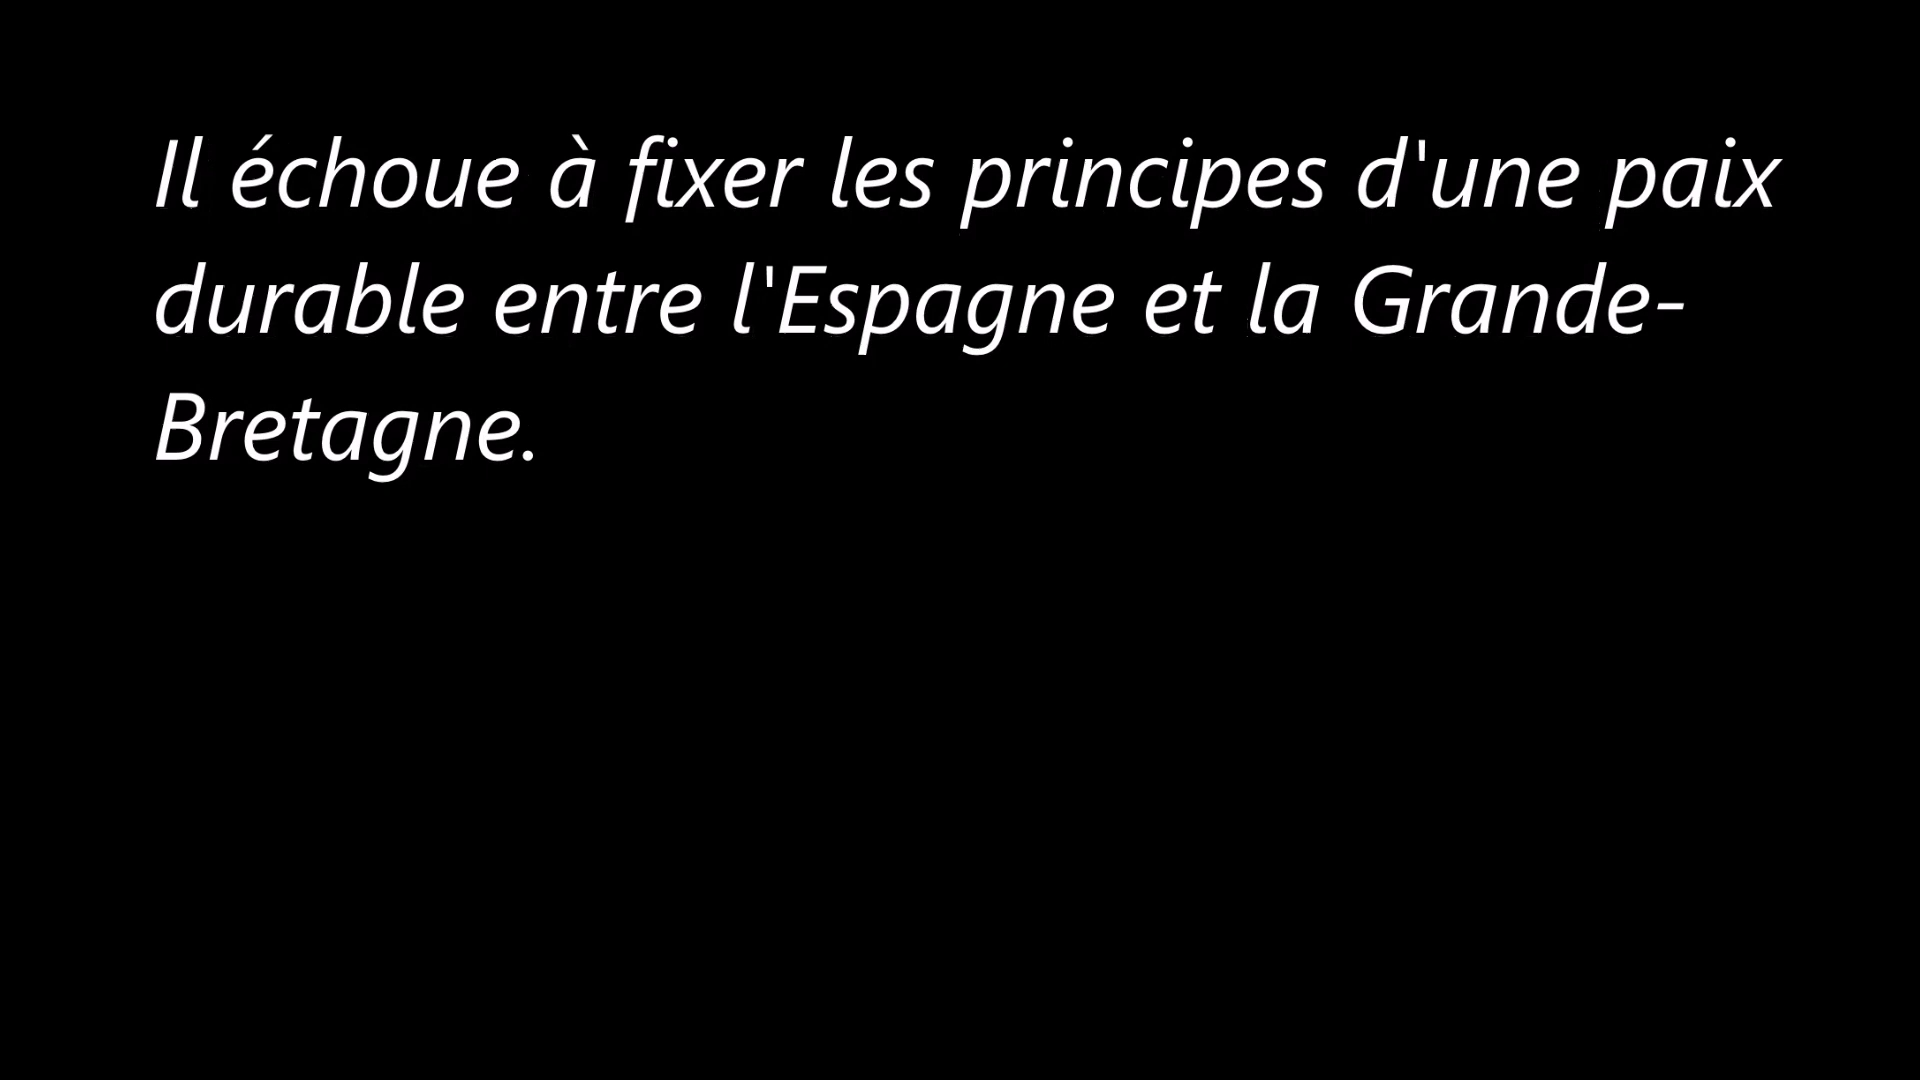 Il échoue à fixer les principes d'une paix
durable entre l'Espagne et la Grande-
Bretagne.